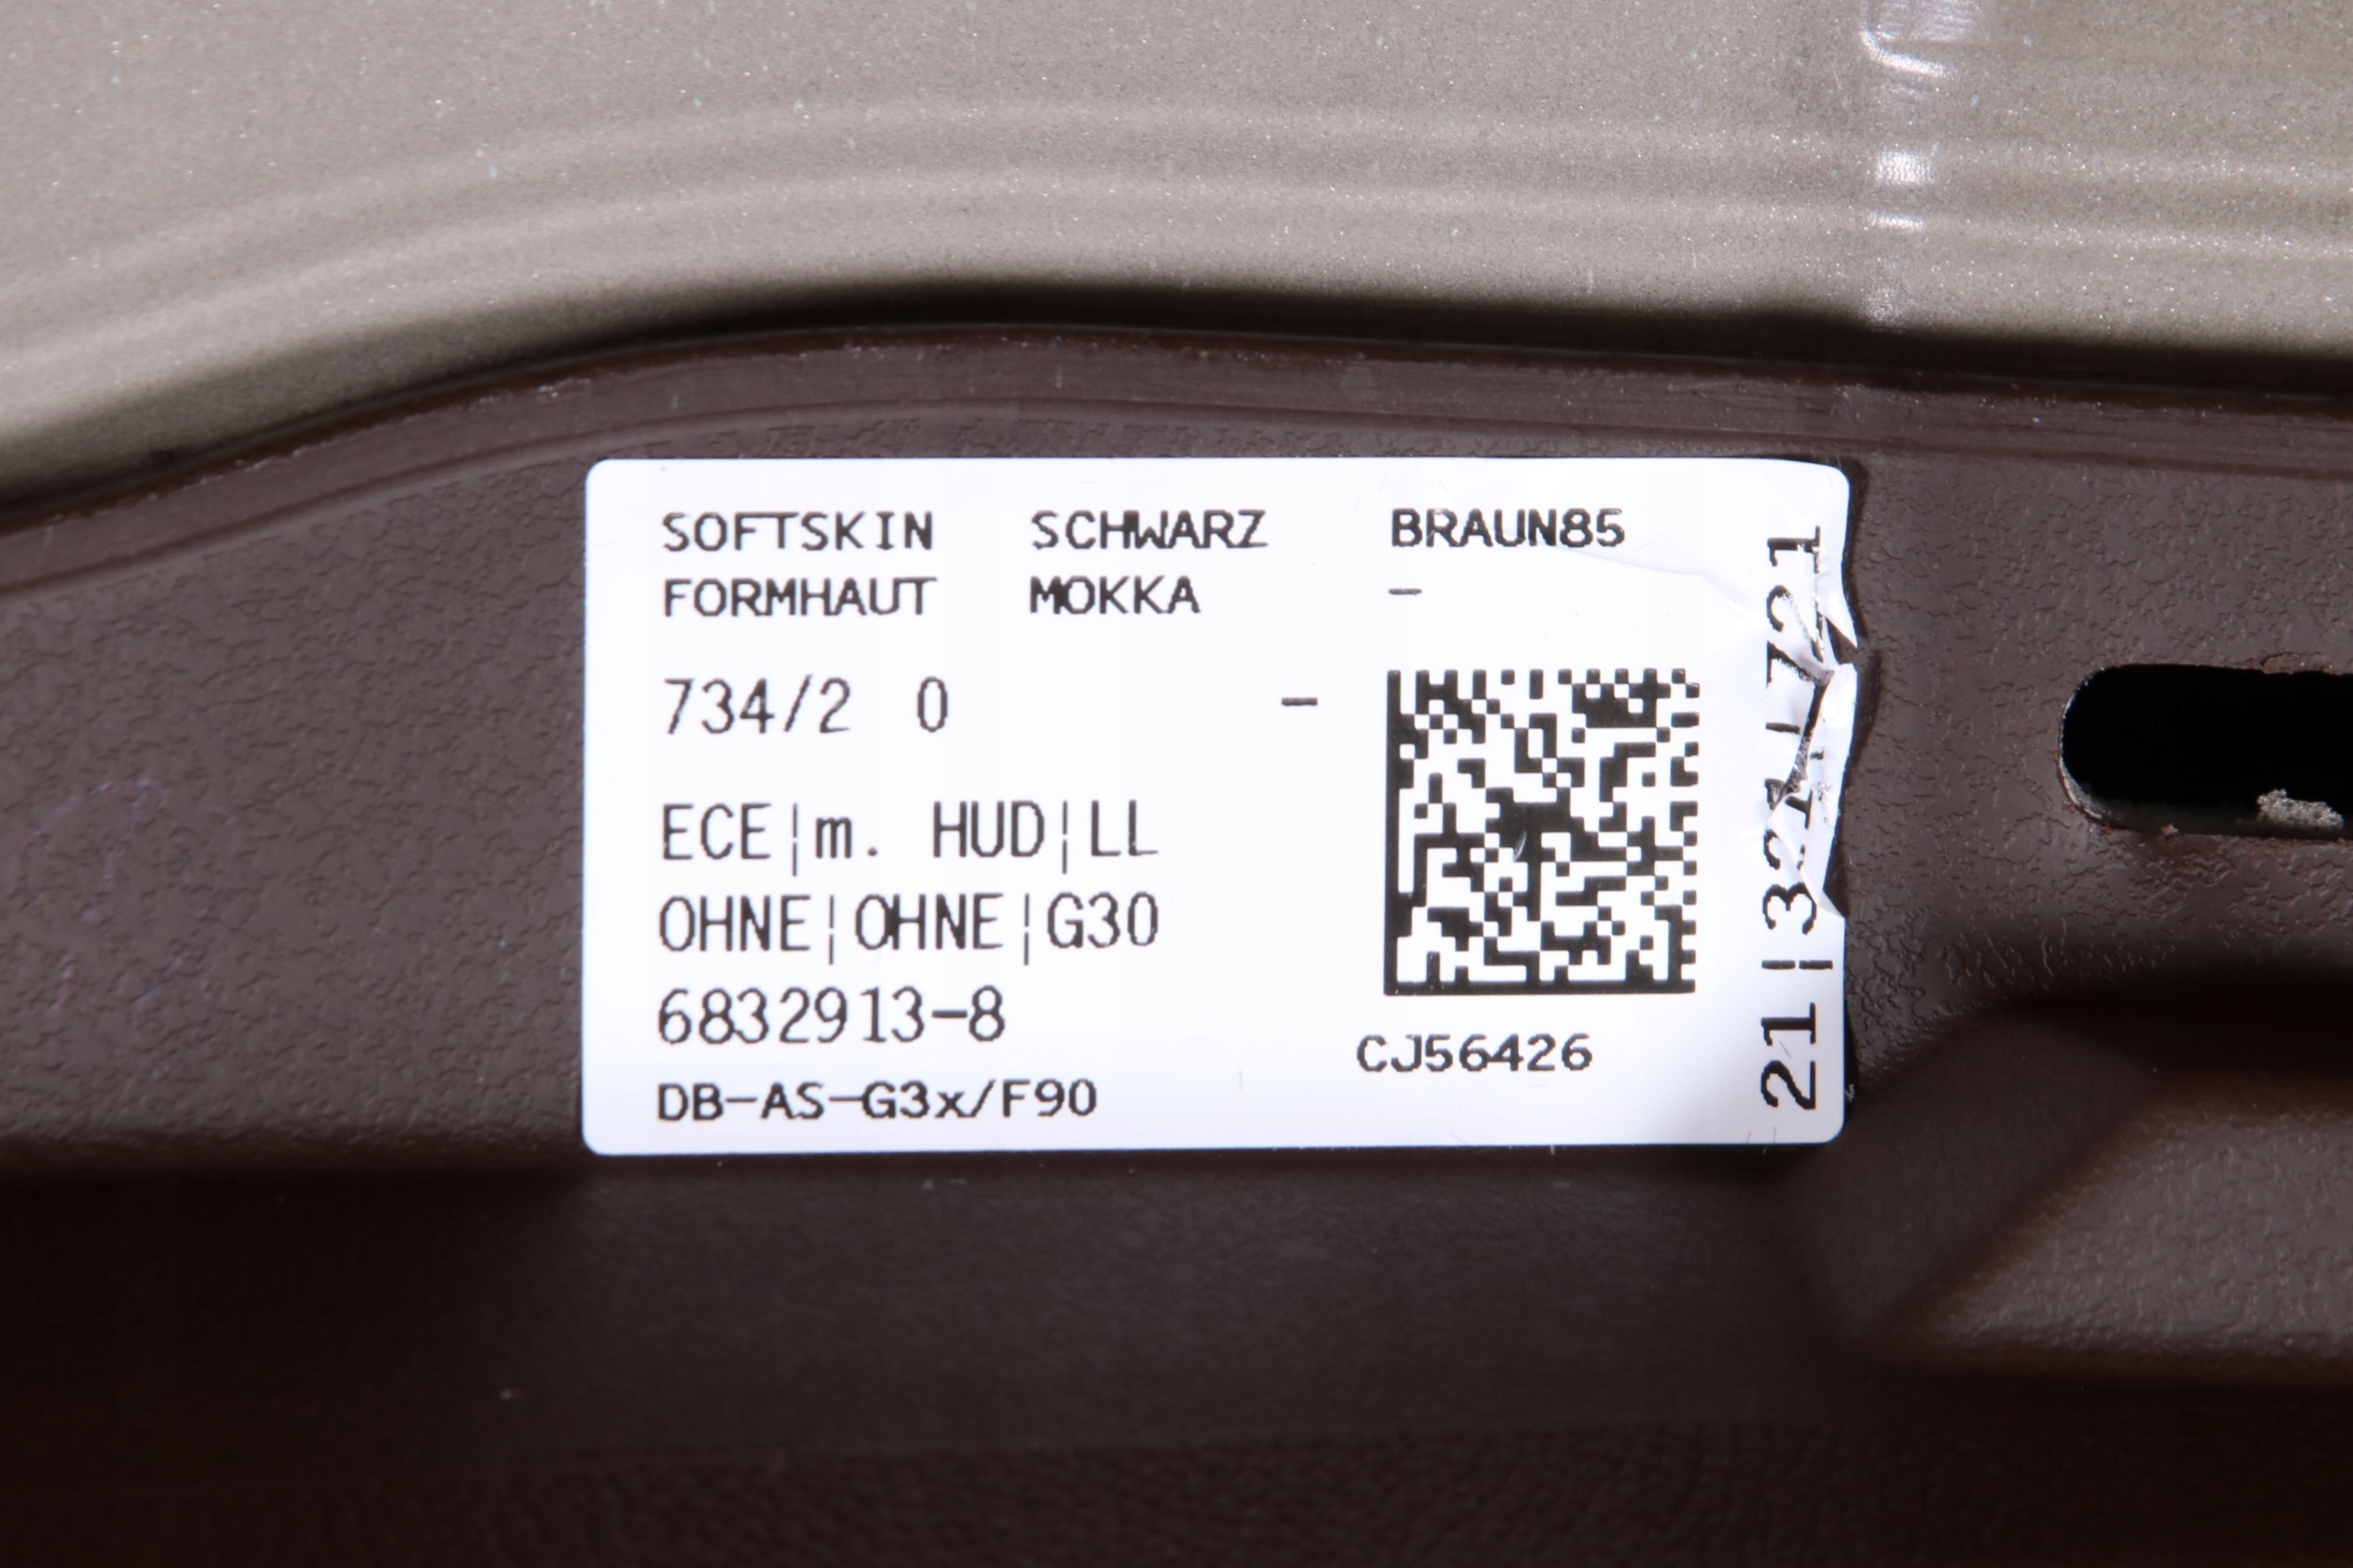 SOFTSKIN SCHWARZ BRAUN85
FORMHAUT MOKKA -
734/2 0 -
ECE|m. HUD|LL
OHNE|OHNE|G30
6832913-8
DB-AS-G3x/F90
CJ56426